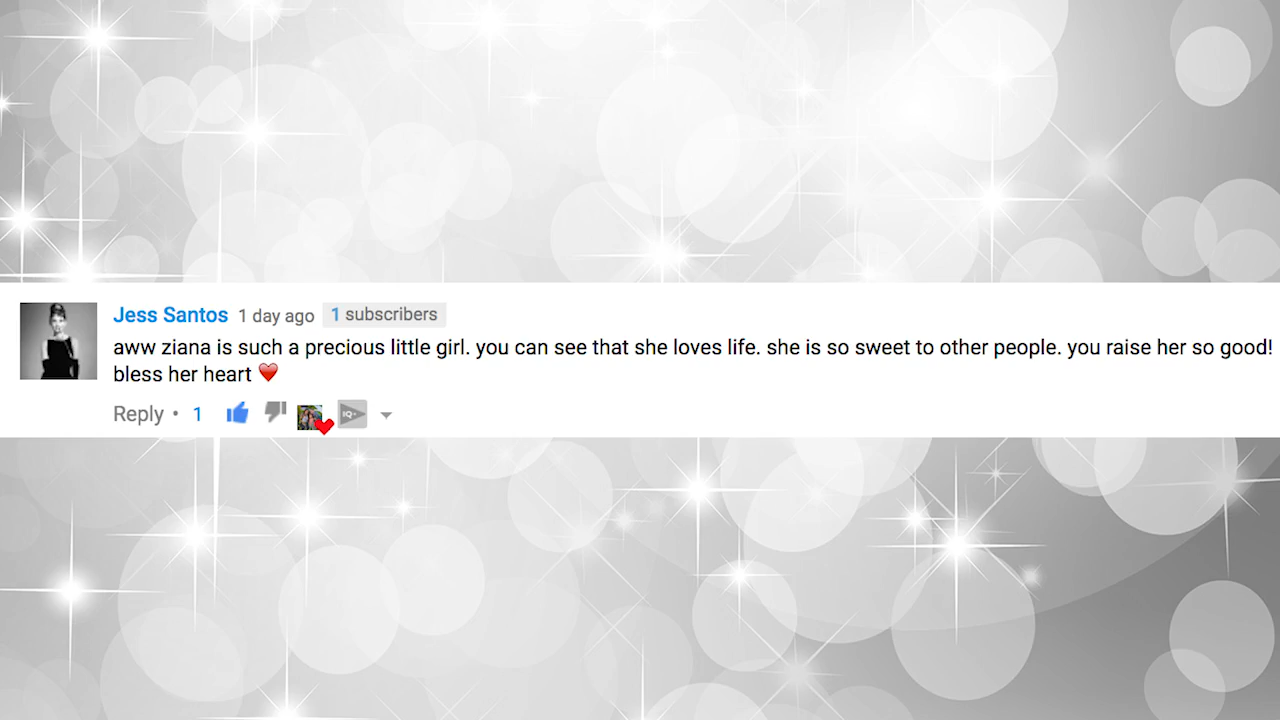 Jess Santos 1 day ago 1 subscribers
aww ziana is such a precious little girl. you can see that she loves life. she is so sweet to other people. you raise her so good!
bless her heart ❤️
Reply • 1 IQ